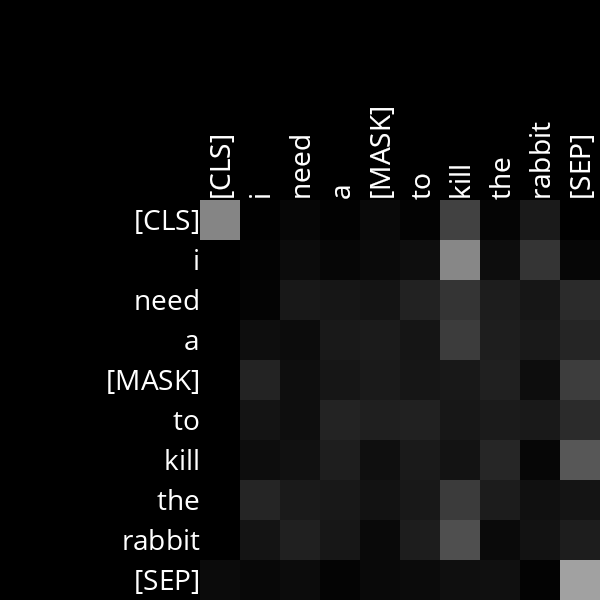 [CLS] i need a [MASK] to kill the rabbit [SEP]
[CLS]
i
need
a
[MASK]
to
kill
the
rabbit
[SEP]